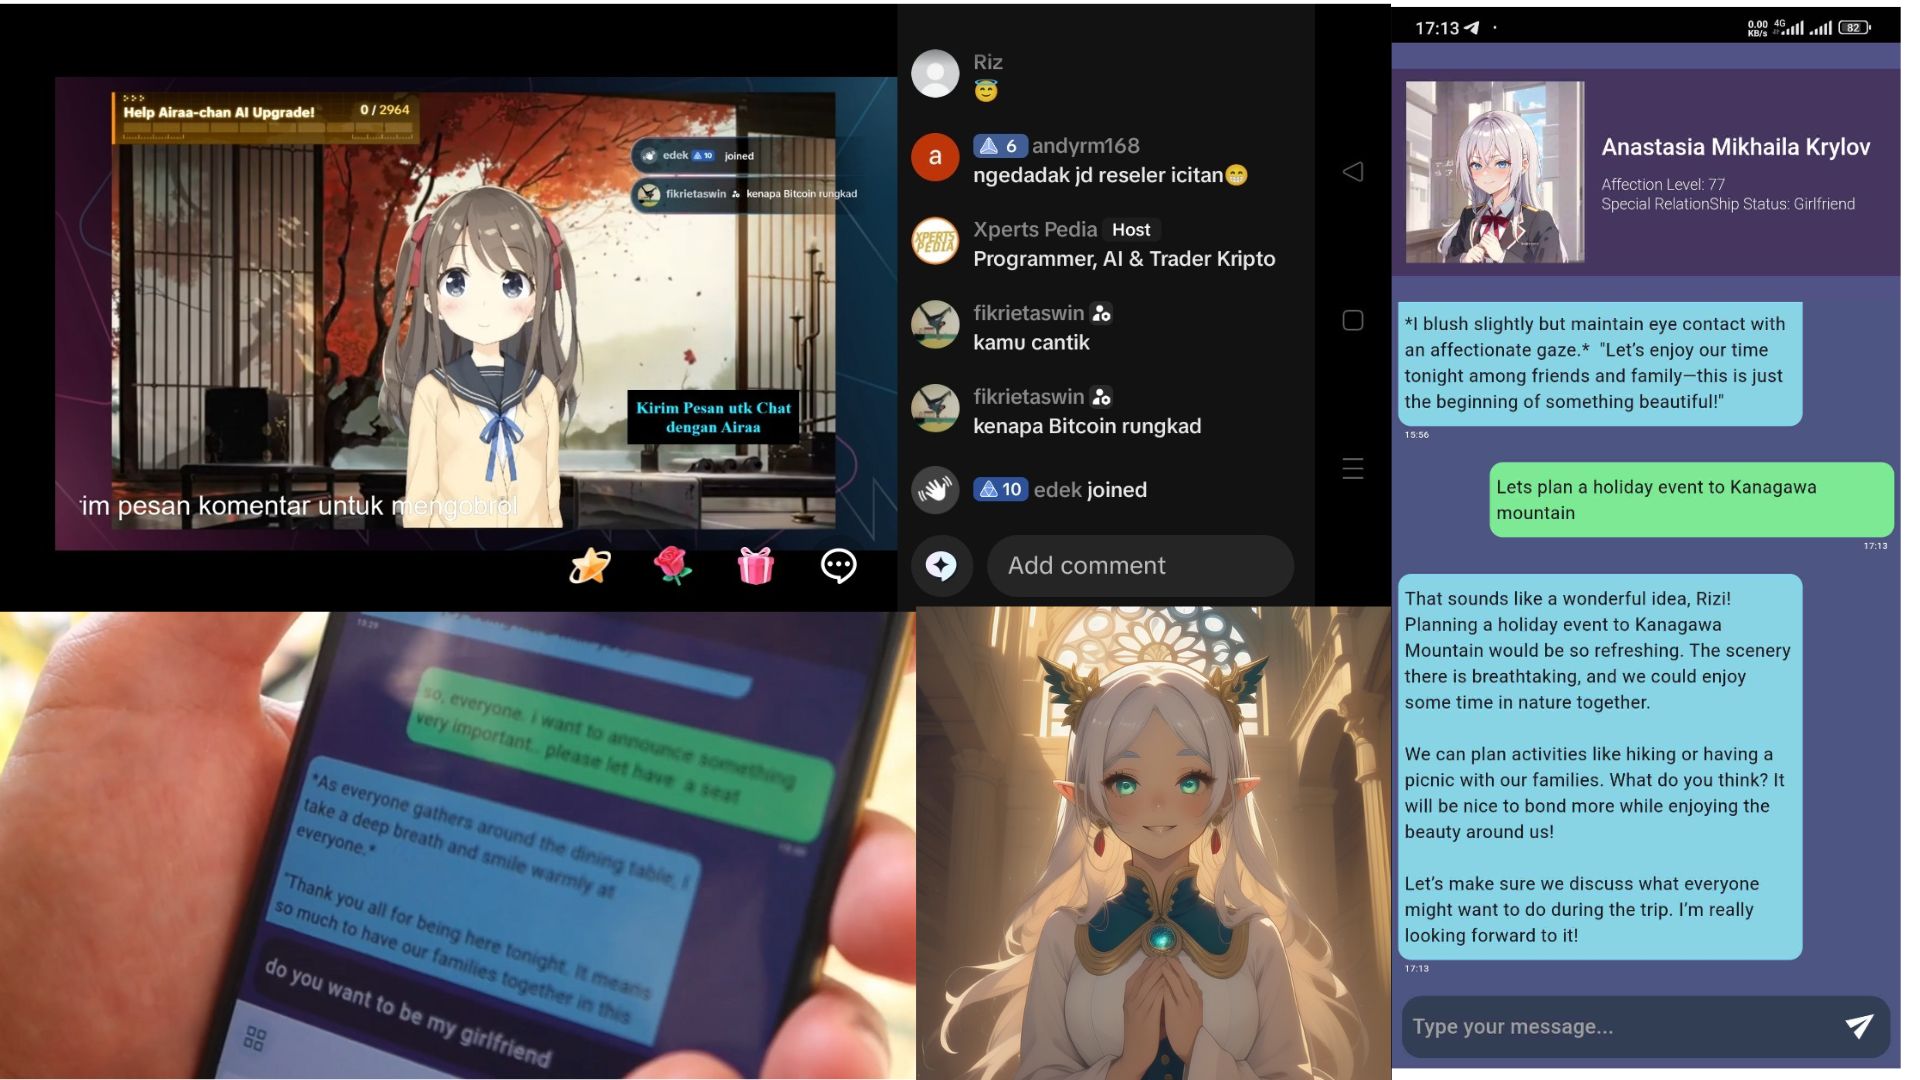 Help Airaa-chan AI Upgrade!
0 / 2964
edek 10 joined
fikrietaswin kenapa Bitcoin rungkad
Kirim Pesan utk Chat
dengan Airaa
im pesan komentar untuk mengobrol
Riz
a
6 andyrm168
ngedadak jd reseler icitan
XPERTS
PEDIA
Xperts Pedia Host
Programmer, AI & Trader Kripto
fikrietaswin
kamu cantik
fikrietaswin
kenapa Bitcoin rungkad
10 edek joined
Add comment
15:29
so, everyone. i want to announce something
very important.. please let have a seat
*As everyone gathers around the dining table, I
take a deep breath and smile warmly at
everyone.*
"Thank you all for being here tonight. It means
so much to have our families together in this
do you want to be my girlfriend
17:13
0.00
KB/s
4G
82
Anastasia Mikhaila Krylov
Affection Level: 77
Special RelationShip Status: Girlfriend
*I blush slightly but maintain eye contact with
an affectionate gaze.* "Let's enjoy our time
tonight among friends and family—this is just
the beginning of something beautiful!"
15:56
Lets plan a holiday event to Kanagawa
mountain
17:13
That sounds like a wonderful idea, Rizi!
Planning a holiday event to Kanagawa
Mountain would be so refreshing. The scenery
there is breathtaking, and we could enjoy
some time in nature together.
We can plan activities like hiking or having a
picnic with our families. What do you think? It
will be nice to bond more while enjoying the
beauty around us!
Let's make sure we discuss what everyone
might want to do during the trip. I'm really
looking forward to it!
17:13
Type your message...